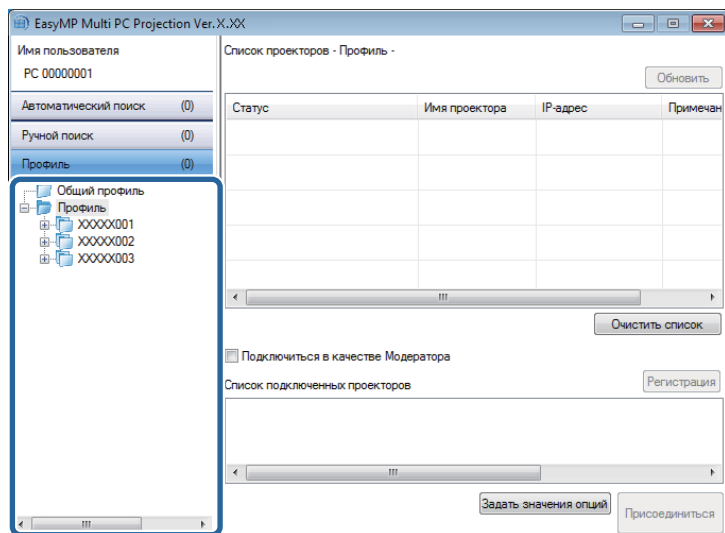 EasyMP Multi PC Projection Ver.X.XX
Имя пользователя
PC 00000001
Автоматический поиск (0)
Ручной поиск (0)
Профиль (0)
Общий профиль
Профиль
XXXXX001
XXXXX002
XXXXX003
Список проекторов - Профиль -
Обновить
Статус Имя проектора IP-адрес Примечан
Очистить список
Подключиться в качестве Модератора
Список подключенных проекторов
Регистрация
Задать значения опций
Присоединиться